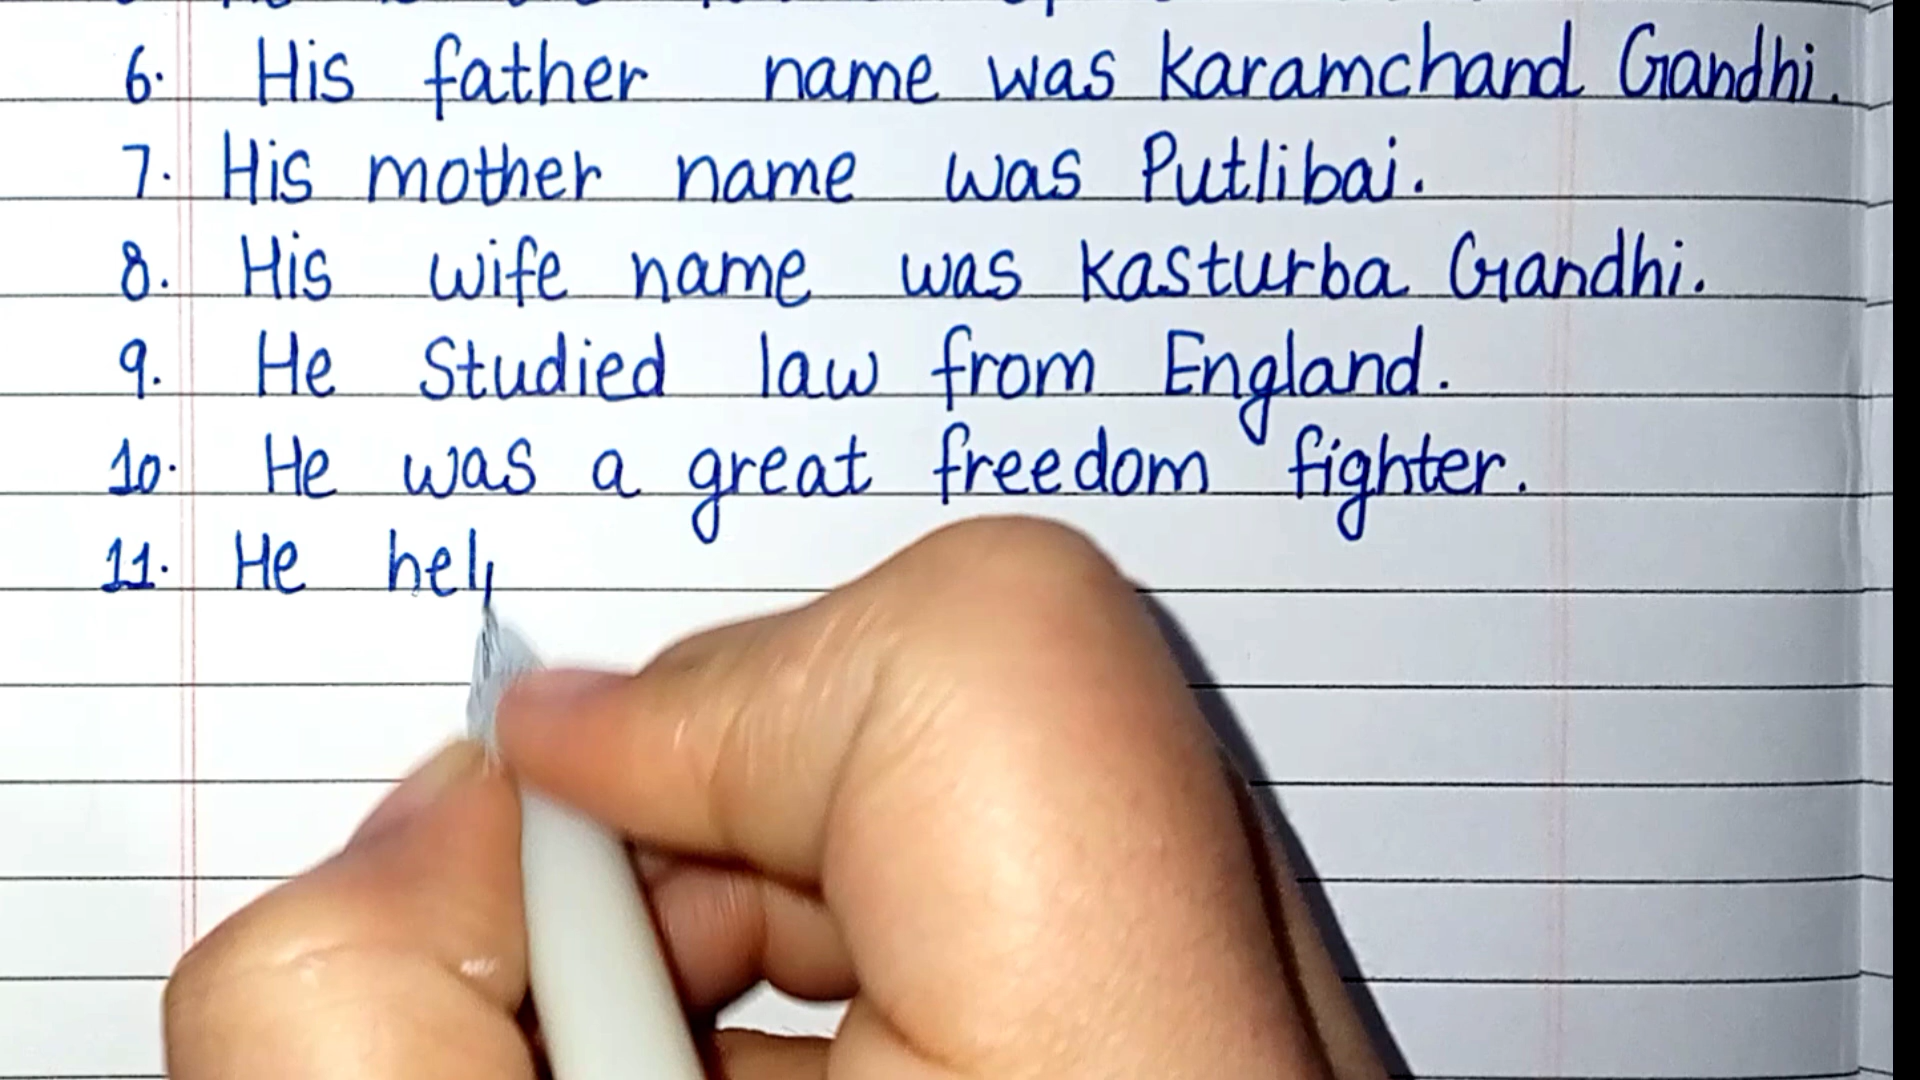 6. His father name was Karamchand Gandhi.
7. His mother name was Putlibai.
8. His wife name was Kasturba Gandhi.
9. He Studied law from England.
10. He was a great freedom fighter.
11. He